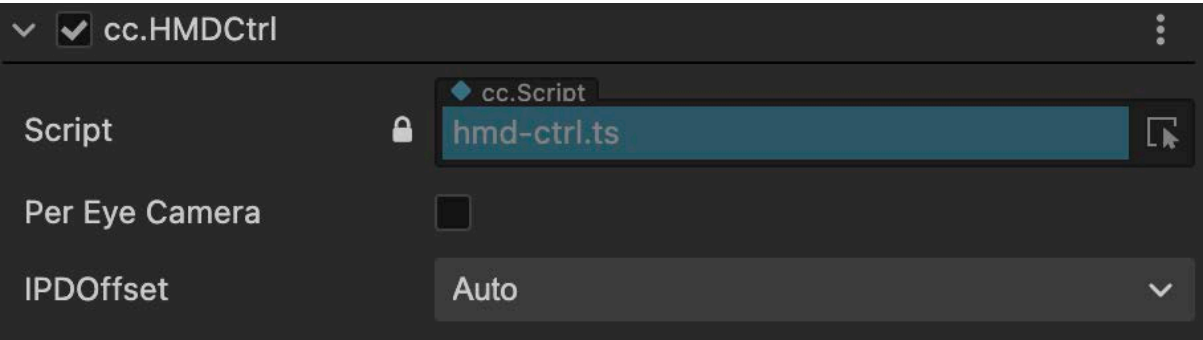 cc.HMDCtrl
cc.Script
Script
hmd-ctrl.ts
Per Eye Camera
IPDOffset
Auto